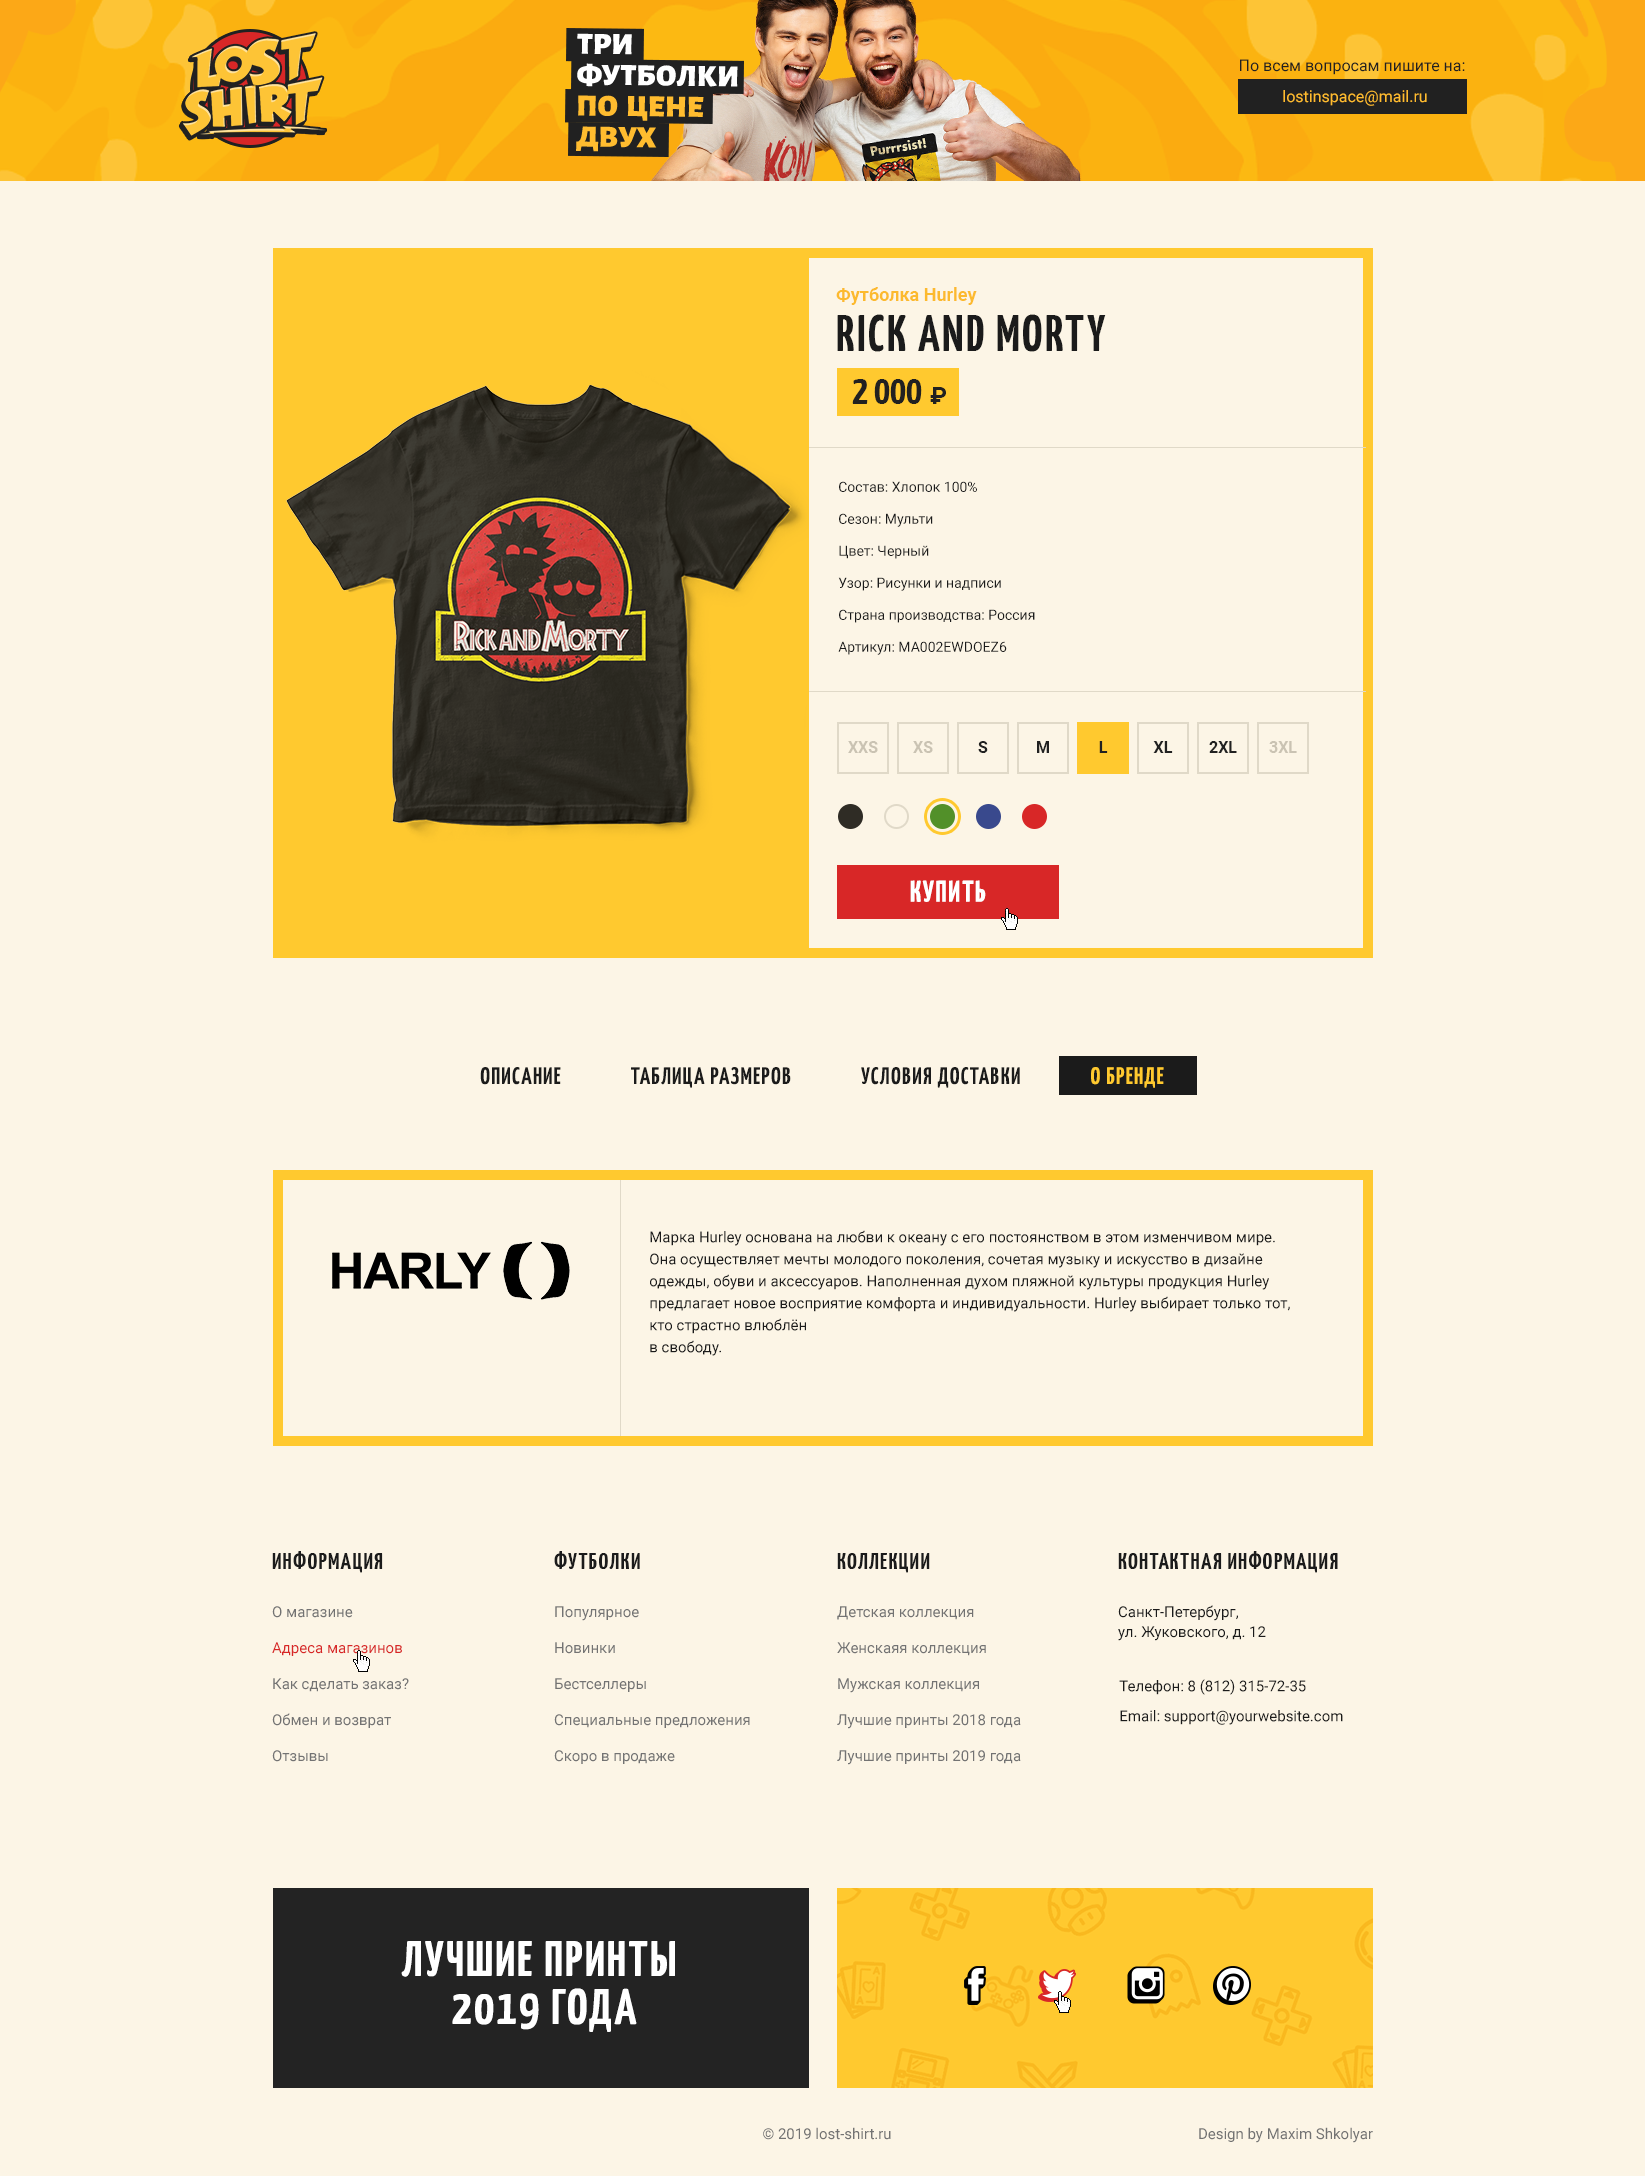 LOST
SHIRT
ТРИ
ФУТБОЛКИ
ПО ЦЕНЕ
ДВУХ
KON
Purrrsist!
По всем вопросам пишите на:
lostinspace@mail.ru
Футболка Hurley
RICK AND MORTY
2 000 ₽
RICK AND MORTY
Состав: Хлопок 100%
Сезон: Мульти
Цвет: Черный
Узор: Рисунки и надписи
Страна производства: Россия
Артикул: MA002EWDOEZ6
XXS XS S M L XL 2XL 3XL
КУПИТЬ
ОПИСАНИЕ ТАБЛИЦА РАЗМЕРОВ УСЛОВИЯ ДОСТАВКИ О БРЕНДЕ
HARLY
Марка Hurley основана на любви к океану с его постоянством в этом изменчивом мире.
Она осуществляет мечты молодого поколения, сочетая музыку и искусство в дизайне
одежды, обуви и аксессуаров. Наполненная духом пляжной культуры продукция Hurley
предлагает новое восприятие комфорта и индивидуальности. Hurley выбирает только тот,
кто страстно влюблён
в свободу.
ИНФОРМАЦИЯ
О магазине
Адреса магазинов
Как сделать заказ?
Обмен и возврат
Отзывы
ФУТБОЛКИ
Популярное
Новинки
Бестселлеры
Специальные предложения
Скоро в продаже
КОЛЛЕКЦИИ
Детская коллекция
Женскаяя коллекция
Мужская коллекция
Лучшие принты 2018 года
Лучшие принты 2019 года
КОНТАКТНАЯ ИНФОРМАЦИЯ
Санкт-Петербург,
ул. Жуковского, д. 12
Телефон: 8 (812) 315-72-35
Email: support@yourwebsite.com
ЛУЧШИЕ ПРИНТЫ
2019 ГОДА
© 2019 lost-shirt.ru
Design by Maxim Shkolyar